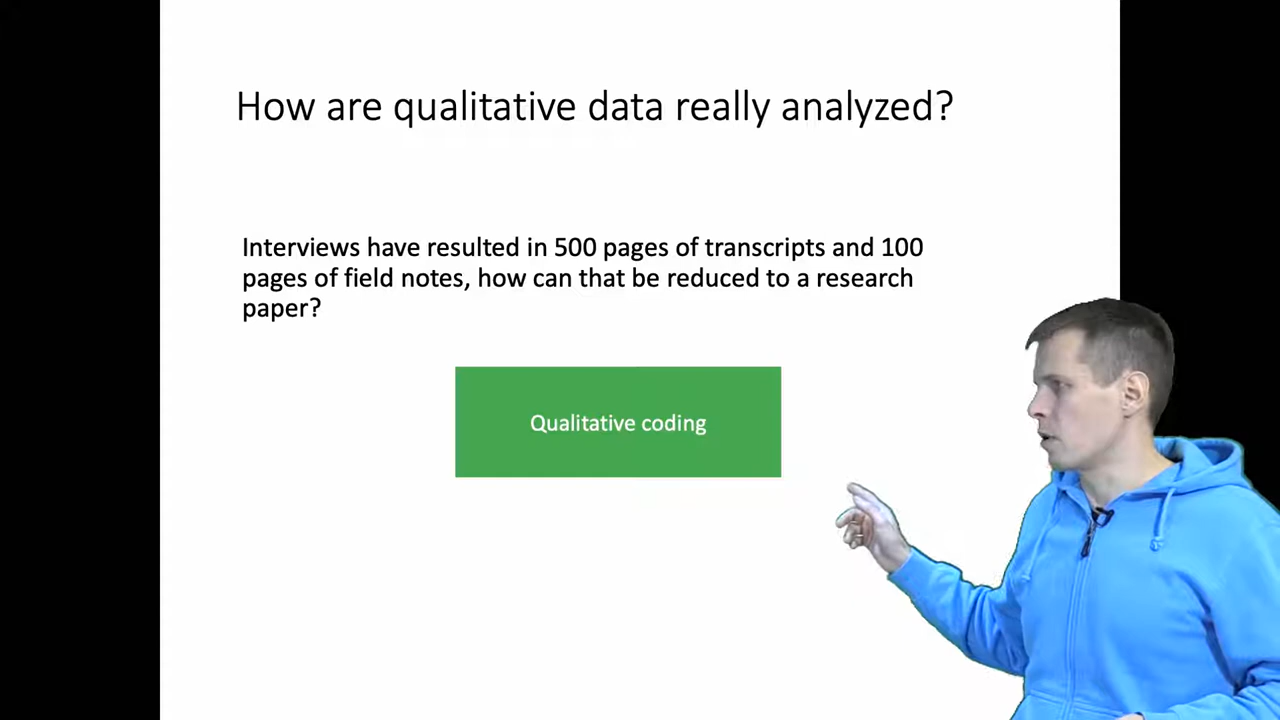 How are qualitative data really analyzed?
Interviews have resulted in 500 pages of transcripts and 100
pages of field notes, how can that be reduced to a research
paper?
Qualitative coding